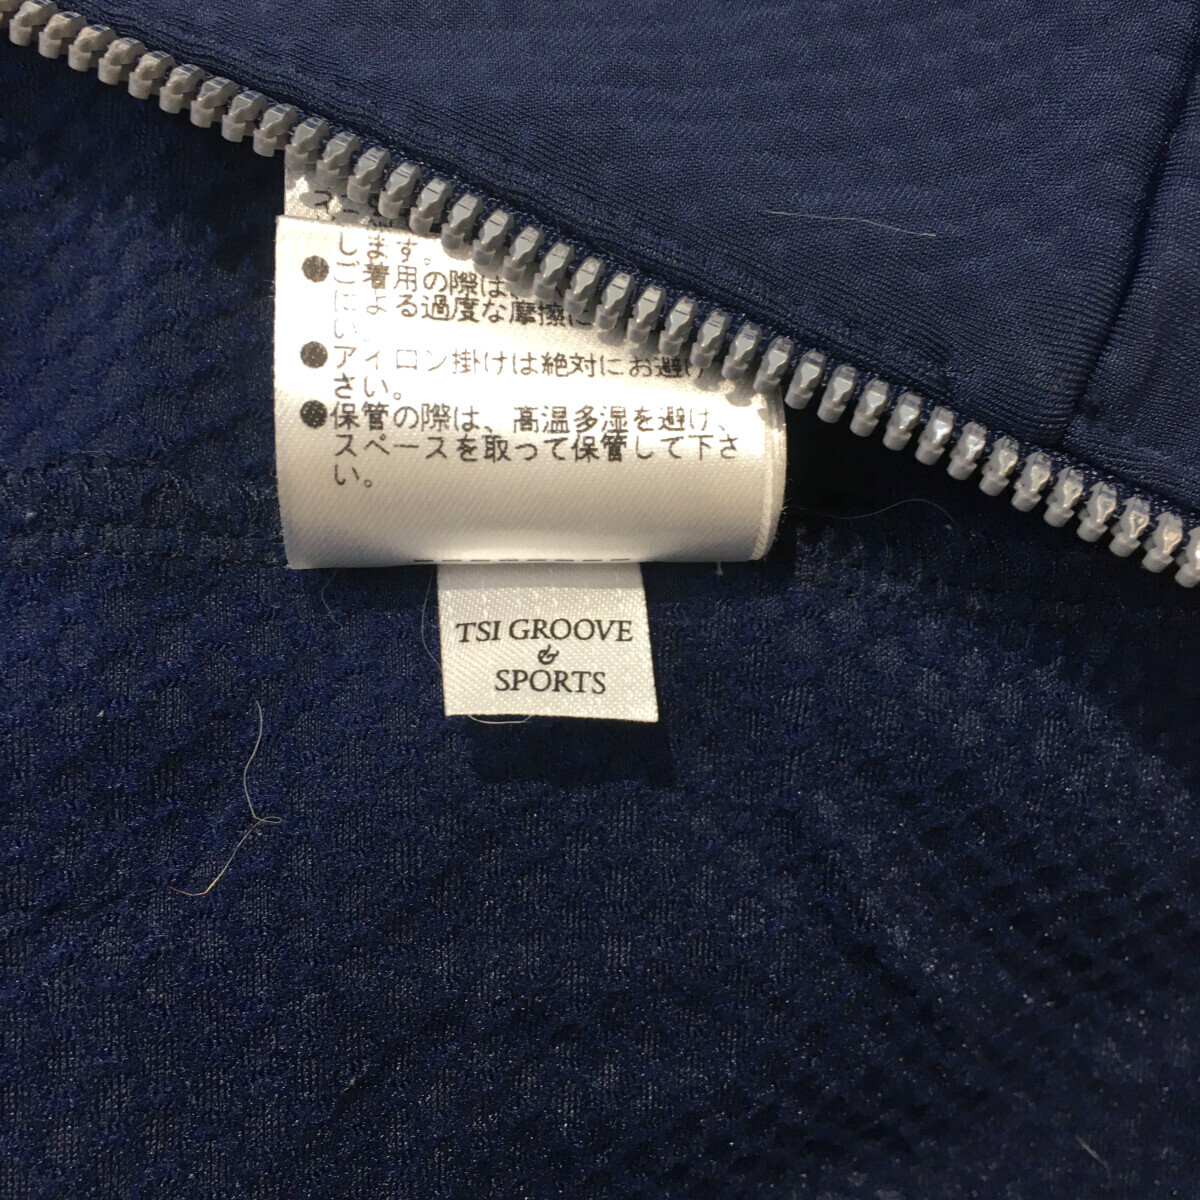 します。
●ご着用の際は
による過度な摩擦に
い。
●アイロン掛けは絶対にお避け
さい。
●保管の際は、高温多湿を避け、
スペースを取って保管して下さ
い。
TSI GROOVE
&
SPORTS